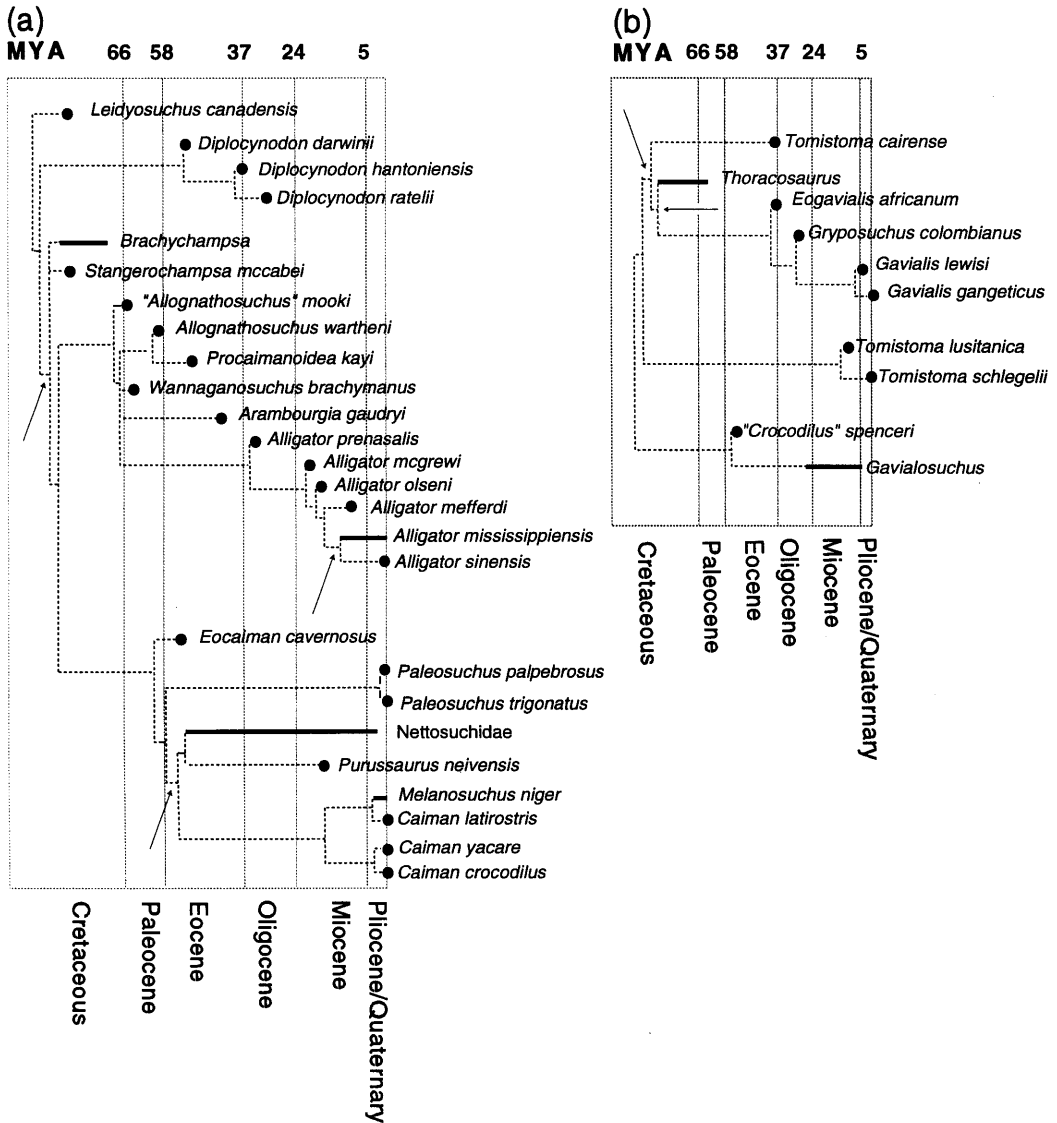 (a)
MYA 66 58 37 24 5
Leidyosuchus canadensis
Diplocynodon darwinii
Diplocynodon hantoniensis
Diplocynodon ratelii
Brachychampsa
Stangerochampsa mccabei
"Allognathosuchus" mooki
Allognathosuchus wartheni
Procaimanoidea kayi
Wannaganosuchus brachymanus
Arambourgia gaudryi
Alligator prenasalis
Alligator mcgrewi
Alligator olseni
Alligator mefferdi
Alligator mississippiensis
Alligator sinensis
Eocaiman cavernosus
Paleosuchus palpebrosus
Paleosuchus trigonatus
Nettosuchidae
Purussaurus neivensis
Melanosuchus niger
Caiman latirostris
Caiman yacare
Caiman crocodilus
Cretaceous
Paleocene
Eocene
Oligocene
Miocene
Pliocene/Quaternary
(b)
MYA 66 58 37 24 5
Tomistoma cairense
Thoracosaurus
Eogavialis africanum
Gryposuchus colombianus
Gavialis lewisi
Gavialis gangeticus
Tomistoma lusitanica
Tomistoma schlegelii
"Crocodilus" spenceri
Gavialosuchus
Cretaceous
Paleocene
Eocene
Oligocene
Miocene
Pliocene/Quaternary